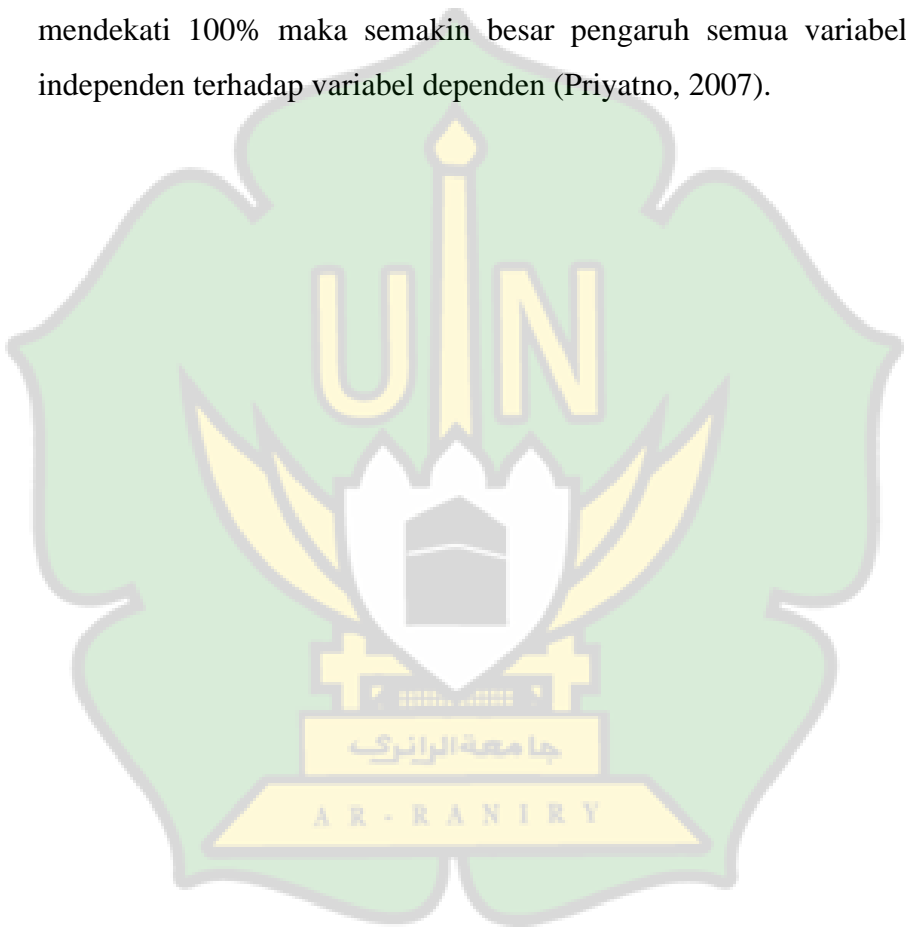 mendekati 100% maka semakin besar pengaruh semua variabel
independen terhadap variabel dependen (Priyatno, 2007).
UIN
جامعة الرانري
AR-RANIRY